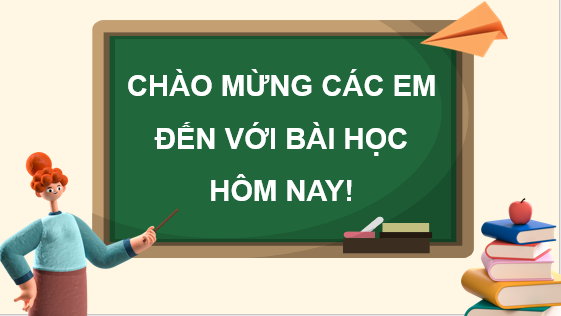 CHÀO MỪNG CÁC EM
ĐẾN VỚI BÀI HỌC
HÔM NAY!